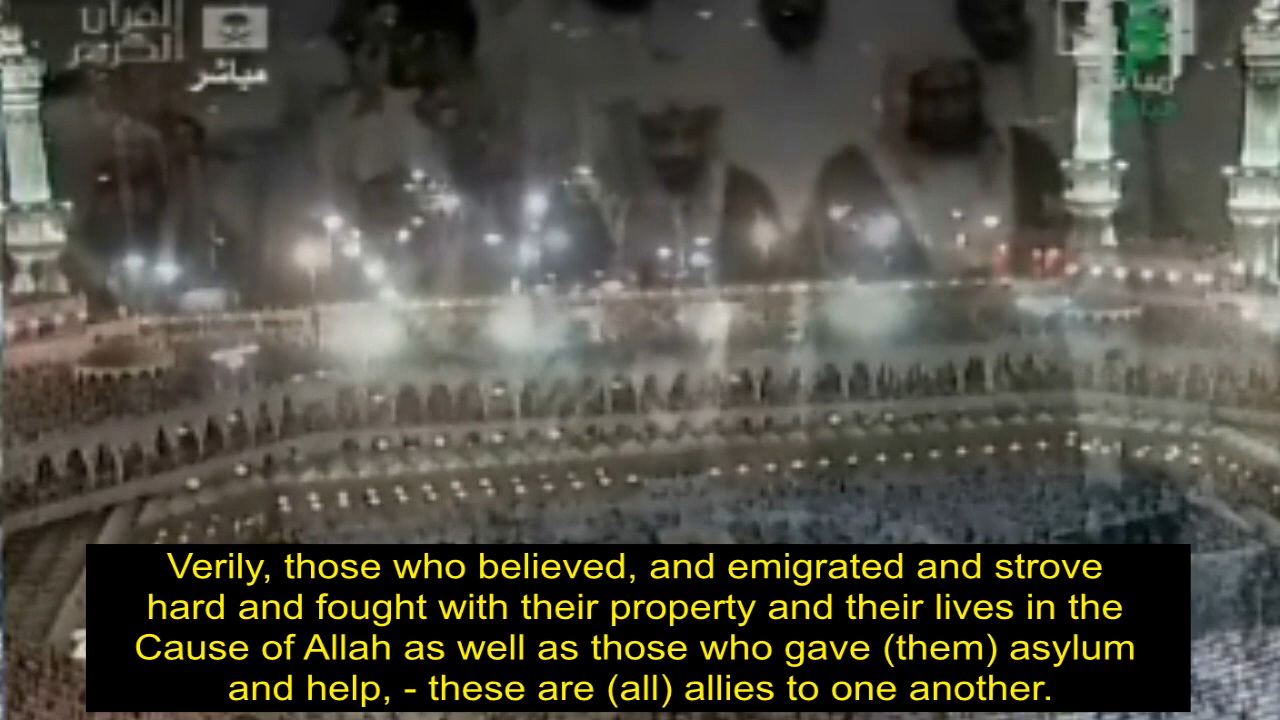 القرآن
الكريم
مباشر
مباشر
Verily, those who believed, and emigrated and strove
hard and fought with their property and their lives in the
Cause of Allah as well as those who gave (them) asylum
and help, - these are (all) allies to one another.